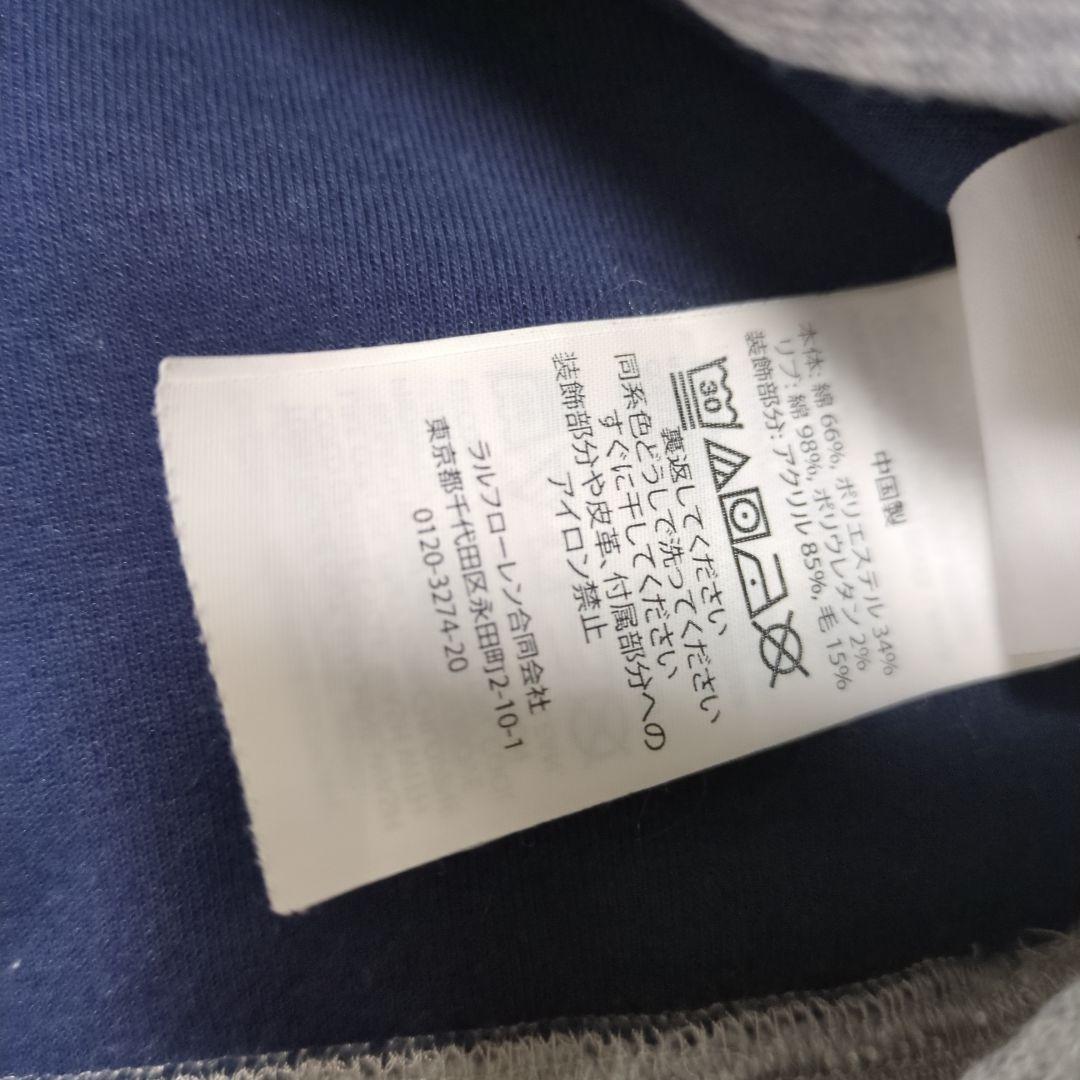 中国製
本体: 綿 66%, ポリエステル 34%
リブ: 綿 98%, ポリウレタン 2%
装飾部分: アクリル 85%, 毛 15%
30
裏返してください
同系色どうしで洗ってください
すぐに干してください
装飾部分や皮革、付属部分への
アイロン禁止
ラルフローレン合同会社
東京都千代田区永田町2-10-1
0120-3274-20